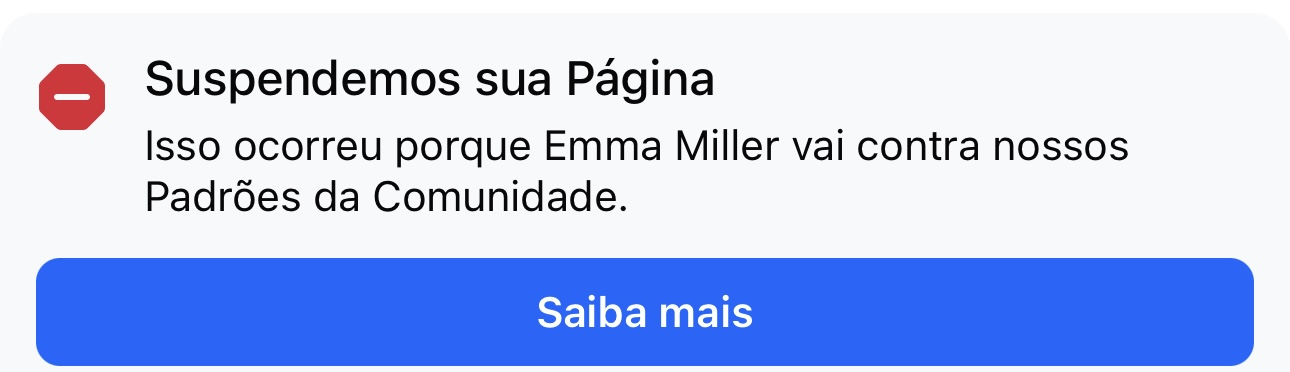 Suspendemos sua Página
Isso ocorreu porque Emma Miller vai contra nossos
Padrões da Comunidade.
Saiba mais